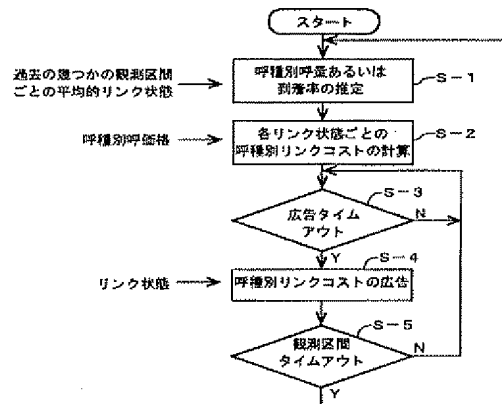 スタート
過去の幾つかの観測区間
ごとの平均的リンク状態
呼種別呼量あるいは
到着率の推定
S-1
呼種別呼価格
各リンク状態ごとの
呼種別リンクコストの計算
S-2
S-3
広告タイム
アウト
N
Y
S-4
リンク状態
呼種別リンクコストの広告
S-5
観測区間
タイムアウト
N
Y